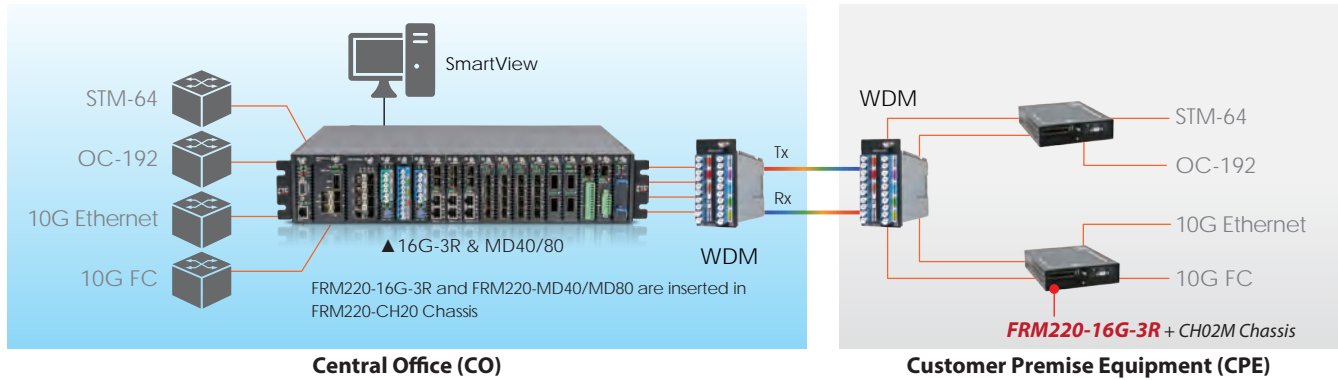 SmartView
STM-64
OC-192
10G Ethernet
10G FC
▲16G-3R & MD40/80
FRM220-16G-3R and FRM220-MD40/MD80 are inserted in
FRM220-CH20 Chassis
WDM
Tx
Rx
WDM
STM-64
OC-192
10G Ethernet
10G FC
FRM220-16G-3R + CH02M Chassis
Central Office (CO)
Customer Premise Equipment (CPE)